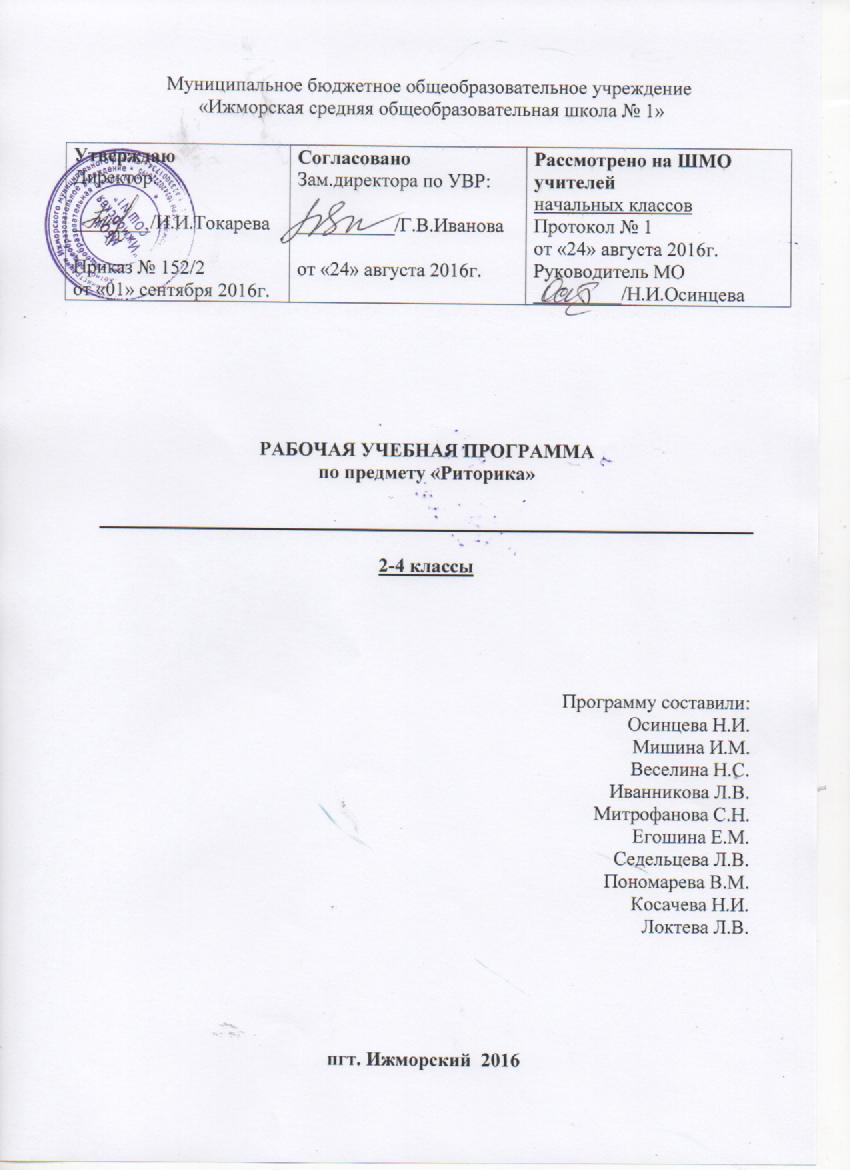 Муниципальное бюджетное общеобразовательное учреждение
«Ижморская средняя общеобразовательная школа № 1»
Утверждаю
Директор:
/И.И.Токарева
Приказ № 152/2
от «01» сентября 2016г.
Согласовано
Зам.директора по УВР:
/Г.В.Иванова
от «24» августа 2016г.
Рассмотрено на ШМО
учителей
начальных классов
Протокол № 1
от «24» августа 2016г.
Руководитель МО
/Н.И.Осинцева
РАБОЧАЯ УЧЕБНАЯ ПРОГРАММА
по предмету «Риторика»
2-4 классы
Программу составили:
Осинцева Н.И.
Мишина И.М.
Веселина Н.С.
Иванникова Л.В.
Митрофанова С.Н.
Егошина Е.М.
Седельцева Л.В.
Пономарева В.М.
Косачева Н.И.
Локтева Л.В.
пгт. Ижморский 2016